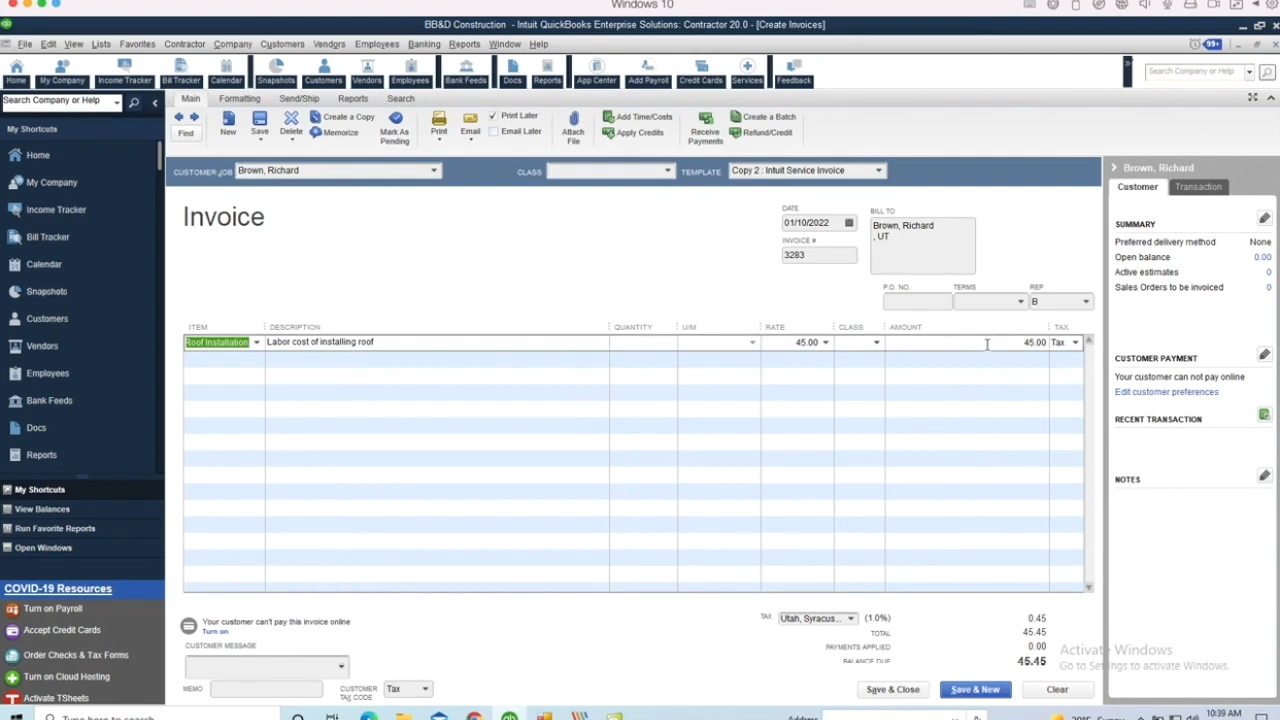 Windows 10
BB&D Construction - Intuit QuickBooks Enterprise Solutions: Contractor 20.0 - [Create Invoices]
File Edit View Lists Favorites Contractor Company Customers Vendors Employees Banking Reports Window Help
99+
Home My Company Income Tracker Bill Tracker Calendar Snapshots Customers Vendors Employees Bank Feeds Docs Reports App Center Add Payroll Credit Cards Services Feedback
Search Company or Help
Search Company or Help
Main Formatting Send/Ship Reports Search
Find New Save Delete Create a Copy Memorize Mark As Pending Print Email Print Later Email Later Attach File Add Time/Costs Apply Credits Receive Payments Create a Batch Refund/Credit
My Shortcuts
Home
My Company
Income Tracker
Bill Tracker
Calendar
Snapshots
Customers
Vendors
Employees
Bank Feeds
Docs
Reports
My Shortcuts
View Balances
Run Favorite Reports
Open Windows
COVID-19 Resources
Turn on Payroll
Accept Credit Cards
Order Checks & Tax Forms
Turn on Cloud Hosting
Activate TSheets
CUSTOMER:JOB Brown, Richard CLASS TEMPLATE Copy 2 : Intuit Service Invoice
Invoice
DATE
01/10/2022
INVOICE #
3283
BILL TO
Brown, Richard
, UT
P.O. NO. TERMS REP
B
ITEM DESCRIPTION QUANTITY U/M RATE CLASS AMOUNT TAX
Roof Installation Labor cost of installing roof 45.00 45.00 Tax
Your customer can't pay this invoice online
Turn on
CUSTOMER MESSAGE
MEMO
CUSTOMER TAX CODE Tax
TAX Utah, Syracus... (1.0%) 0.45
TOTAL 45.45
PAYMENTS APPLIED 0.00
BALANCE DUE 45.45
Save & Close Save & New Clear
Brown, Richard
Customer Transaction
SUMMARY
Preferred delivery method None
Open balance 0.00
Active estimates 0
Sales Orders to be invoiced 0
CUSTOMER PAYMENT
Your customer can not pay online
Edit customer preferences
RECENT TRANSACTION
NOTES
Activate Windows
Go to Settings to activate Windows.
Type here to search
Address
10:39 AM